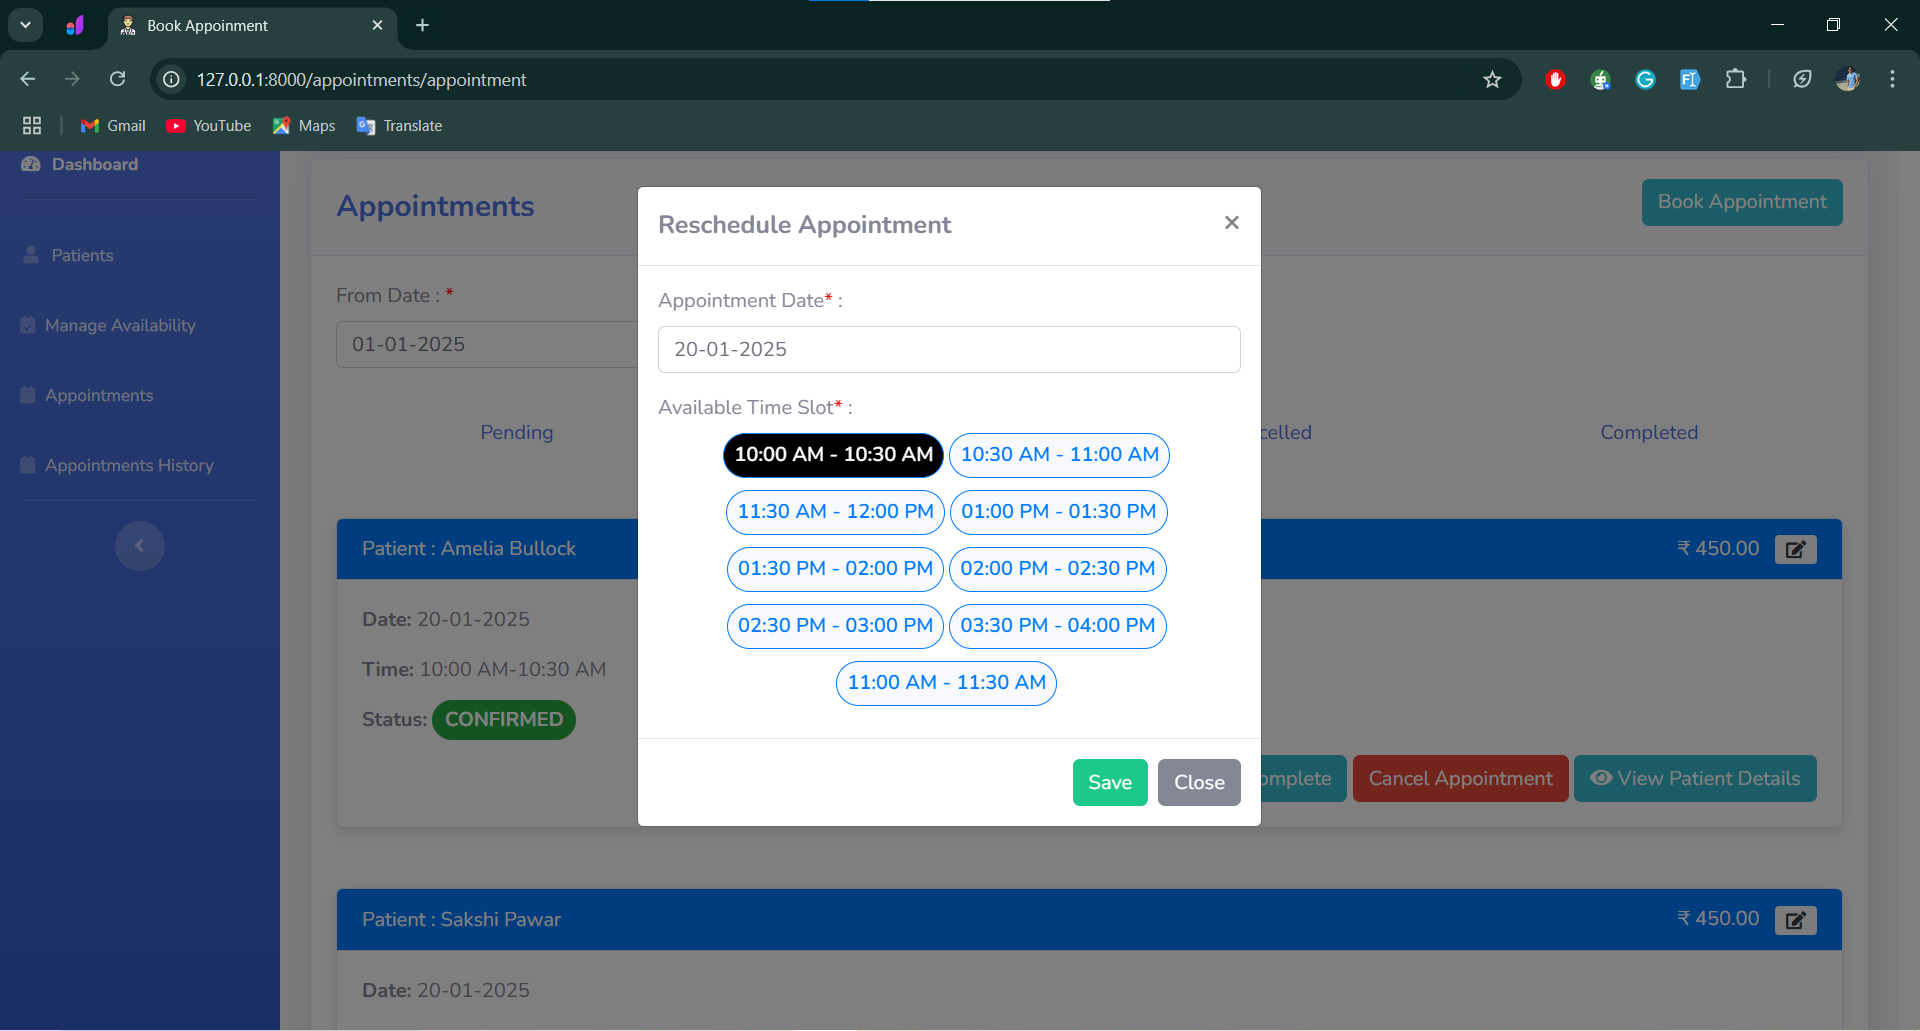 Book Appoinment
127.0.0.1:8000/appointments/appointment
Gmail
YouTube
Maps
Translate
Dashboard
Patients
Manage Availability
Appointments
Appointments History
Appointments
Book Appointment
From Date : *
01-01-2025
Pending
celled
Completed
Patient : Amelia Bullock
₹ 450.00
Date: 20-01-2025
Time: 10:00 AM-10:30 AM
Status: CONFIRMED
omplete
Cancel Appointment
View Patient Details
Patient : Sakshi Pawar
₹ 450.00
Date: 20-01-2025
Reschedule Appointment
Appointment Date* :
20-01-2025
Available Time Slot* :
10:00 AM - 10:30 AM
10:30 AM - 11:00 AM
11:30 AM - 12:00 PM
01:00 PM - 01:30 PM
01:30 PM - 02:00 PM
02:00 PM - 02:30 PM
02:30 PM - 03:00 PM
03:30 PM - 04:00 PM
11:00 AM - 11:30 AM
Save
Close